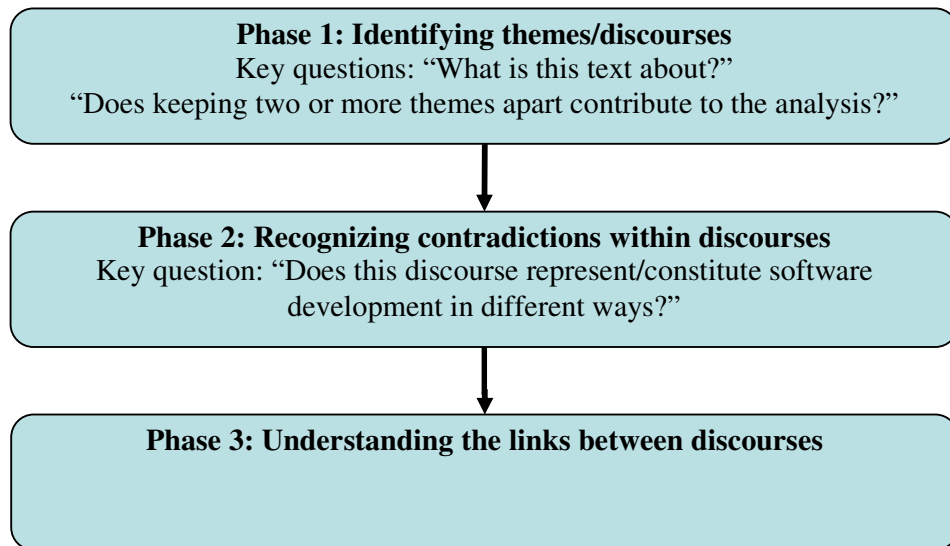 Phase 1: Identifying themes/discourses
Key questions: “What is this text about?”
“Does keeping two or more themes apart contribute to the analysis?”
Phase 2: Recognizing contradictions within discourses
Key question: “Does this discourse represent/constitute software
development in different ways?”
Phase 3: Understanding the links between discourses